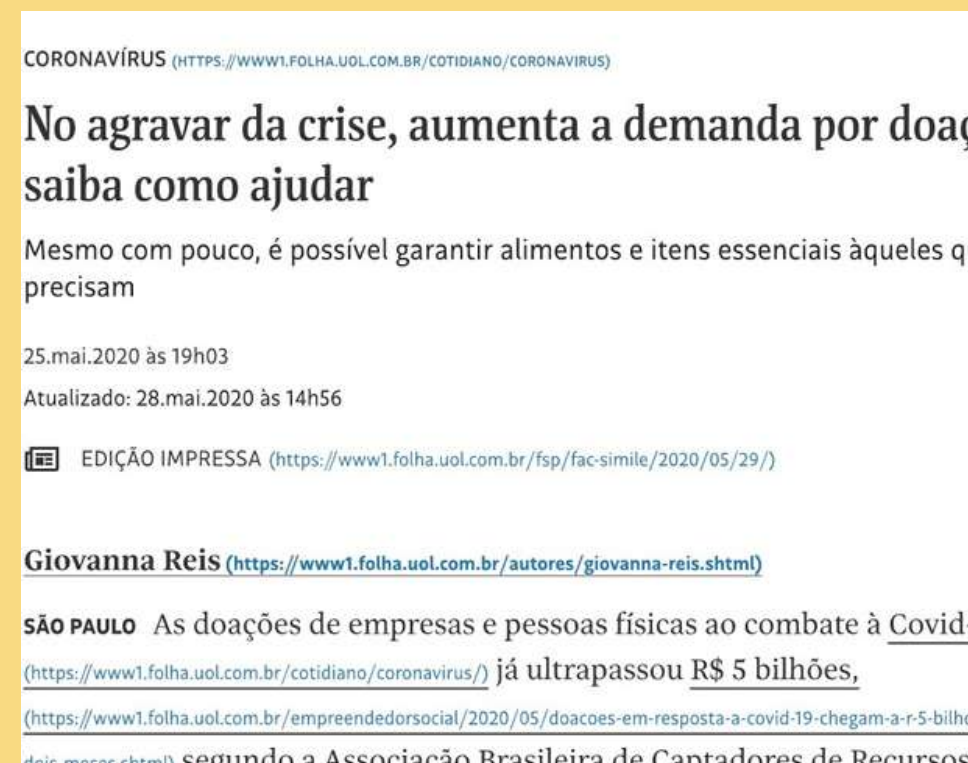 CORONAVÍRUS (HTTPS://WWW1.FOLHA.UOL.COM.BR/COTIDIANO/CORONAVIRUS)
No agravar da crise, aumenta a demanda por
saiba como ajudar
Mesmo com pouco, é possível garantir alimentos e itens essenciais àqueles
precisam
25.mai.2020 às 19h03
Atualizado: 28.mai.2020 às 14h56
EDIÇÃO IMPRESSA (https://www1.folha.uol.com.br/fsp/fac-simile/2020/05/29/)
Giovanna Reis (https://www1.folha.uol.com.br/autores/giovanna-reis.shtml)
SÃO PAULO As doações de empresas e pessoas físicas ao combate à Covid-
(https://www1.folha.uol.com.br/cotidiano/coronavirus/) já ultrapassou R$ 5 bilhões,
(https://www1.folha.uol.com.br/empreendedorsocial/2020/05/doacoes-em-resposta-a-covid-19-chegam-a-r-5-bilho
segundo a Associação Brasileira de Captadores de Recursos